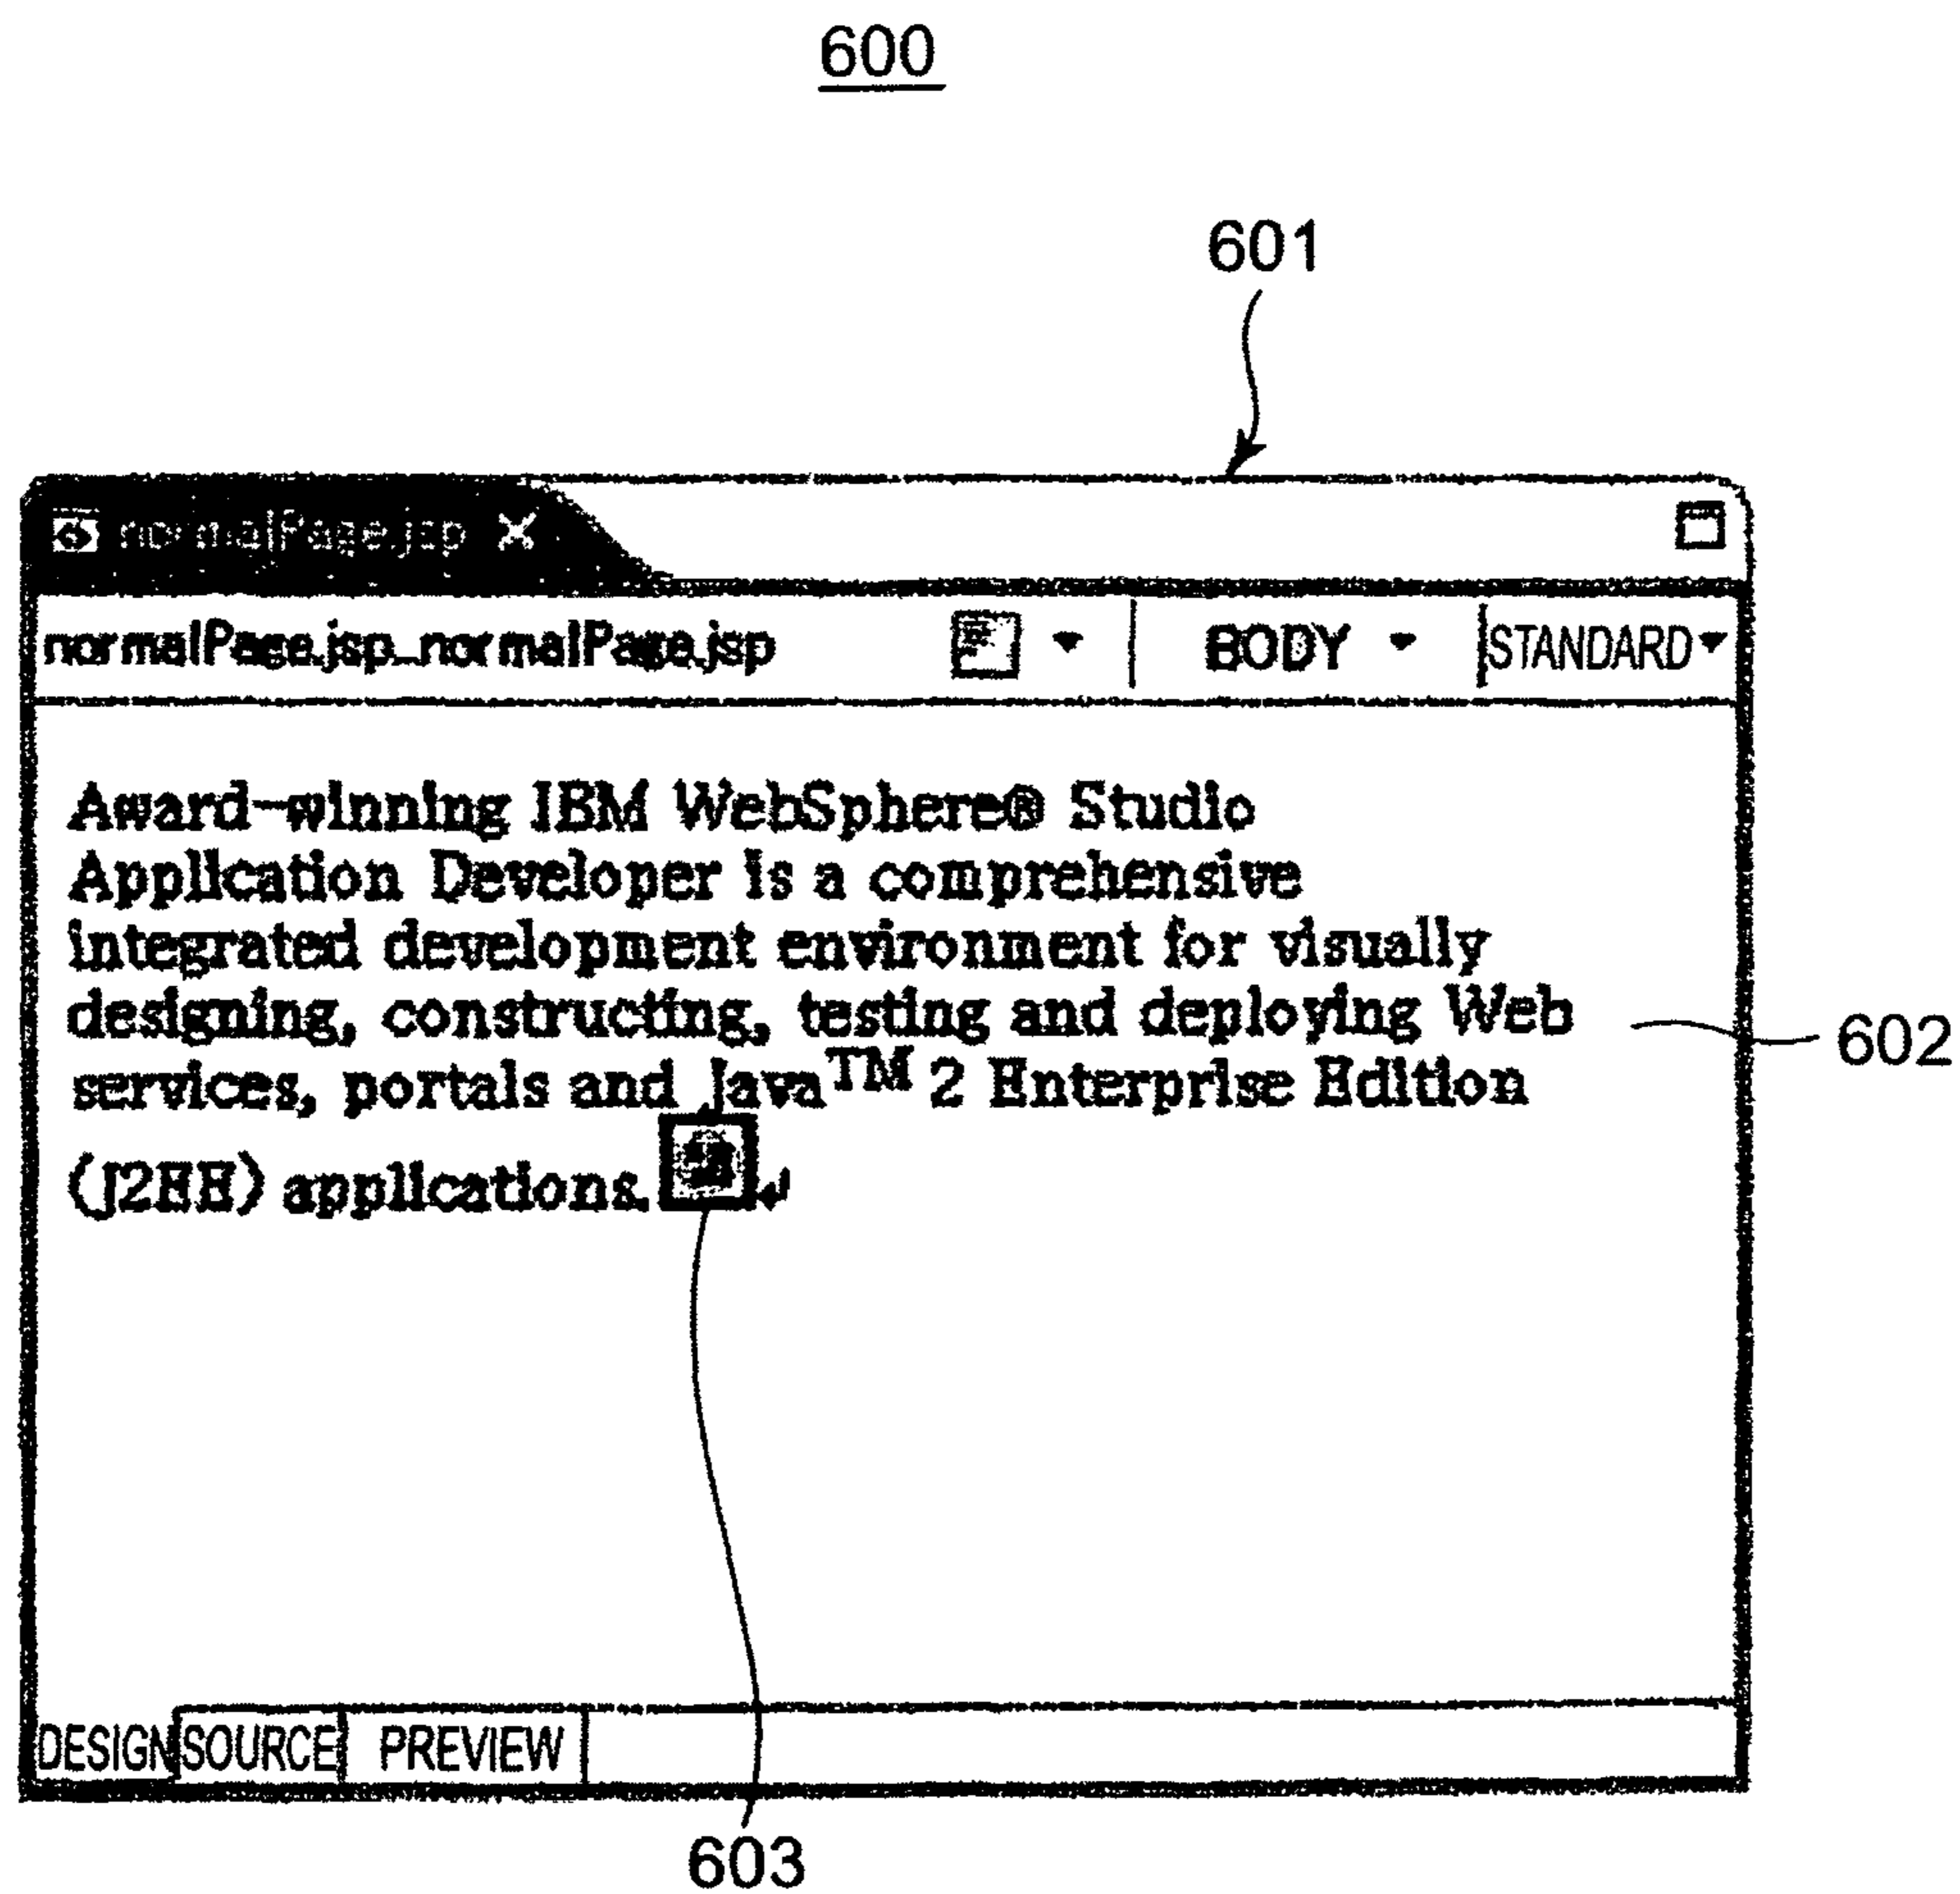 600
601
normalPage.jsp
normalPage.jsp_normalPage.jsp BODY STANDARD
Award-winning IBM WebSphere® Studio
Application Developer is a comprehensive
integrated development environment for visually
designing, constructing, testing and deploying Web
602
services, portals and Java™ 2 Enterprise Edition
(J2EE) applications.
DESIGN SOURCE PREVIEW
603